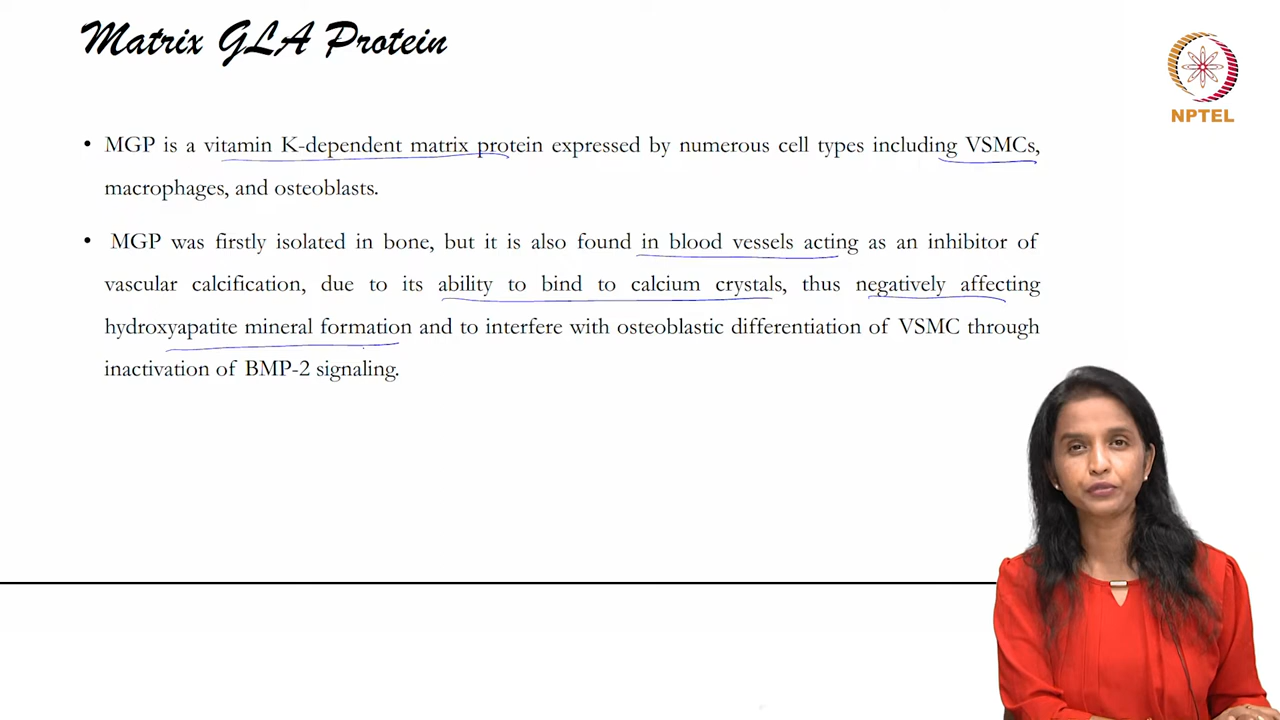 Matrix GLA Protein
NPTEL
• MGP is a vitamin K-dependent matrix protein expressed by numerous cell types including VSMCs,
macrophages, and osteoblasts.
• MGP was firstly isolated in bone, but it is also found in blood vessels acting as an inhibitor of
vascular calcification, due to its ability to bind to calcium crystals, thus negatively affecting
hydroxyapatite mineral formation and to interfere with osteoblastic differentiation of VSMC through
inactivation of BMP-2 signaling.